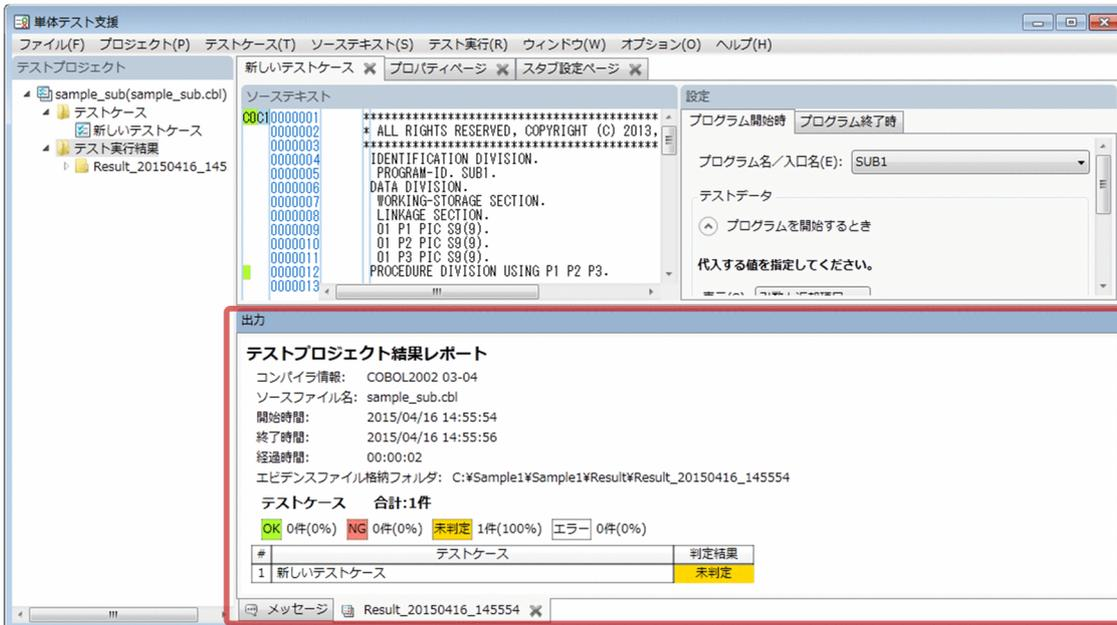 単体テスト支援
ファイル(F) プロジェクト(P) テストケース(T) ソーステキスト(S) テスト実行(R) ウィンドウ(W) オプション(O) ヘルプ(H)
テストプロジェクト
sample_sub(sample_sub.cbl)
テストケース
新しいテストケース
テスト実行結果
Result_20150416_145
新しいテストケース プロパティページ スタブ設定ページ
ソーステキスト
COC1 0000001 *****************************************
0000002 * ALL RIGHTS RESERVED, COPYRIGHT (C) 2013,
0000003 *****************************************
0000004 IDENTIFICATION DIVISION.
0000005 PROGRAM-ID. SUB1.
0000006 DATA DIVISION.
0000007 WORKING-STORAGE SECTION.
0000008 LINKAGE SECTION.
0000009 01 P1 PIC S9(9).
0000010 01 P2 PIC S9(9).
0000011 01 P3 PIC S9(9).
0000012 PROCEDURE DIVISION USING P1 P2 P3.
0000013
設定
プログラム開始時 プログラム終了時
プログラム名/入口名(E): SUB1
テストデータ
プログラムを開始するとき
代入する値を指定してください。
出力
テストプロジェクト結果レポート
コンパイラ情報: COBOL2002 03-04
ソースファイル名: sample_sub.cbl
開始時間: 2015/04/16 14:55:54
終了時間: 2015/04/16 14:55:56
経過時間: 00:00:02
エビデンスファイル格納フォルダ: C:¥Sample1¥Sample1¥Result¥Result_20150416_145554
テストケース 合計:1件
OK 0件(0%) NG 0件(0%) 未判定 1件(100%) エラー 0件(0%)
# テストケース 判定結果
1 新しいテストケース 未判定
メッセージ Result_20150416_145554